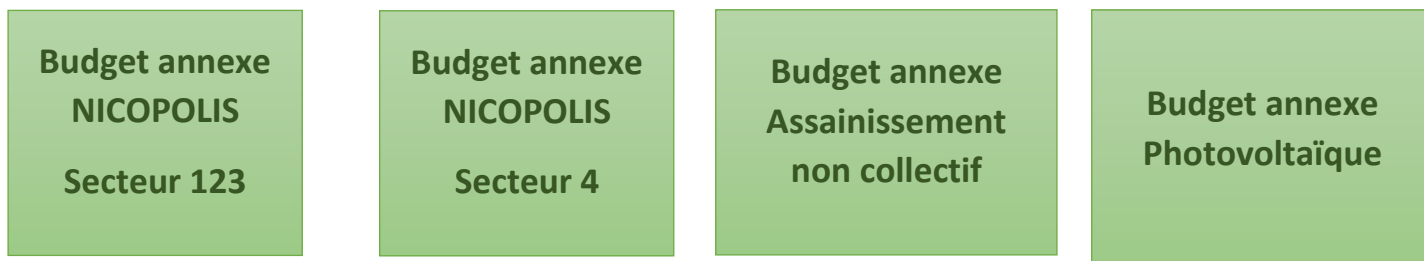 Budget annexe
NICOPOLIS
Secteur 123
Budget annexe
NICOPOLIS
Secteur 4
Budget annexe
Assainissement
non collectif
Budget annexe
Photovoltaïque